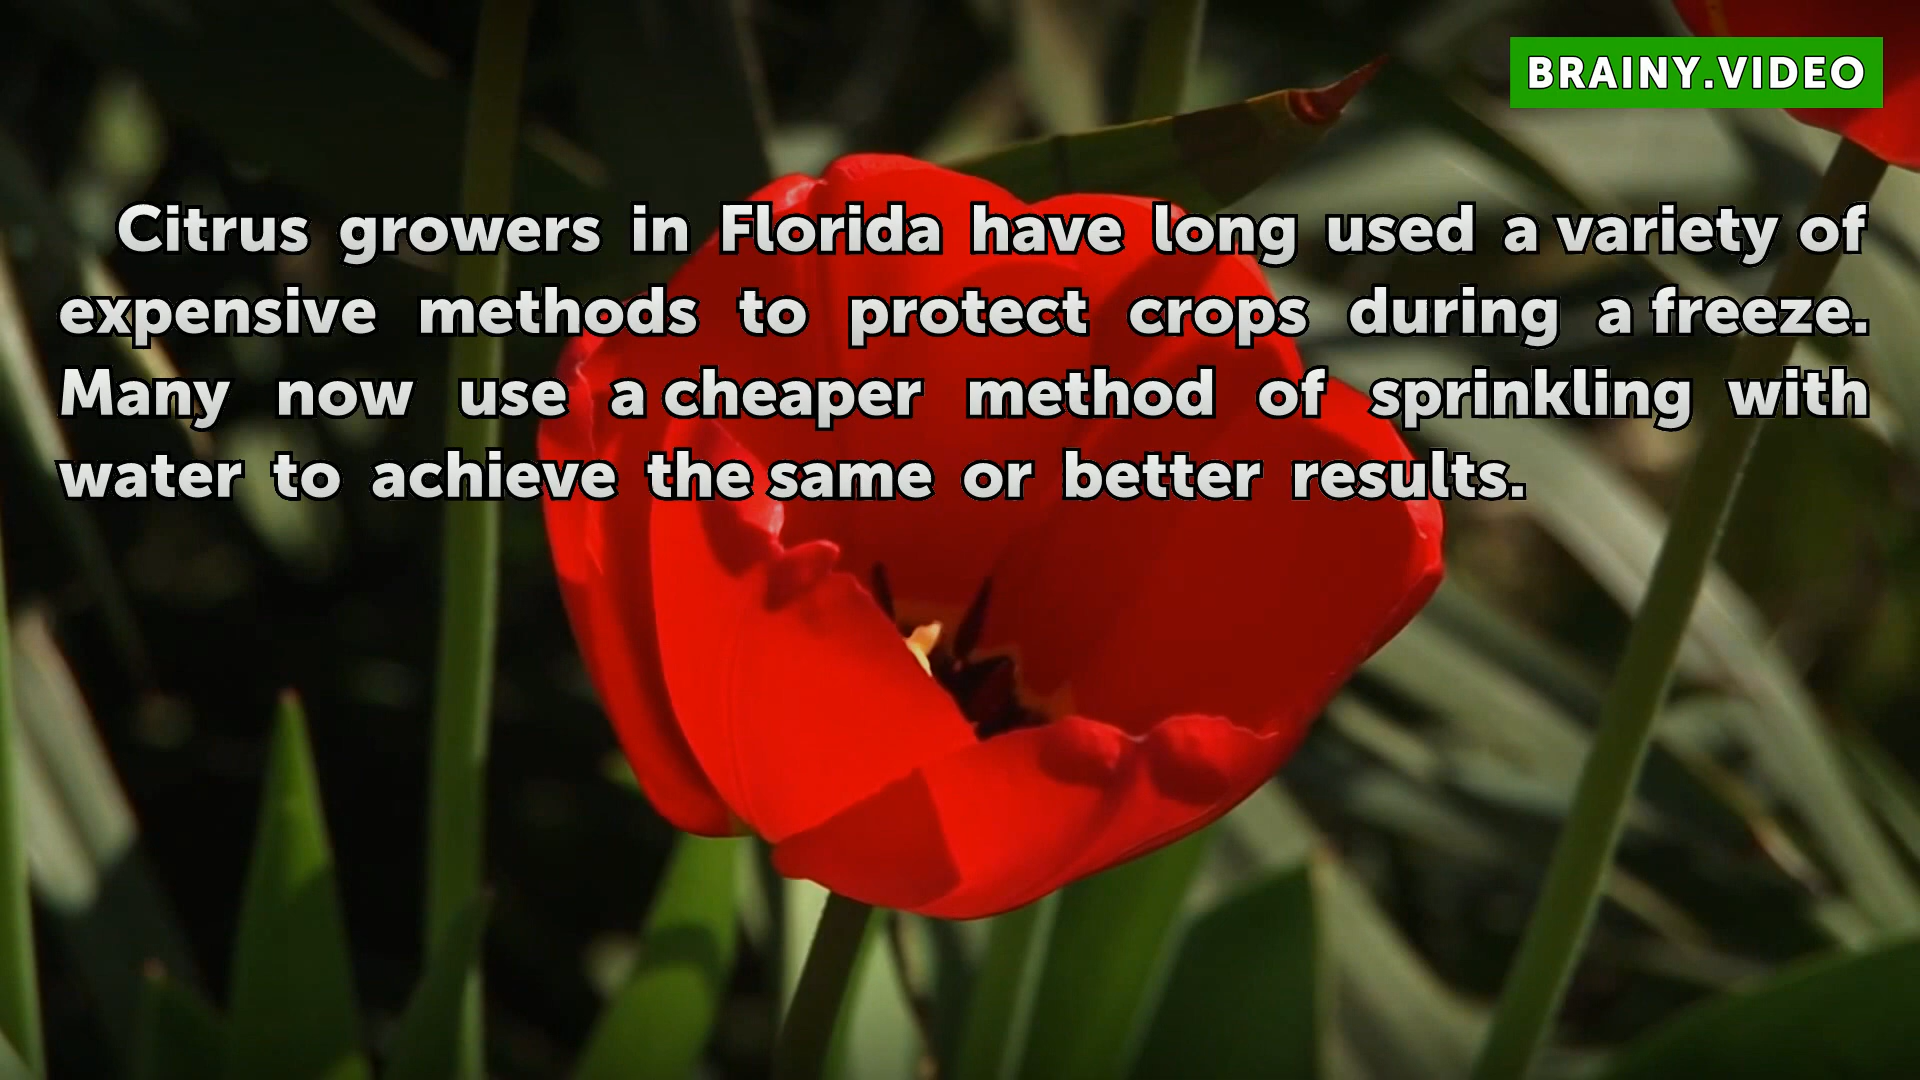 BRAINY.VIDEO
Citrus growers in Florida have long used a variety of
expensive methods to protect crops during a freeze.
Many now use a cheaper method of sprinkling with
water to achieve the same or better results.